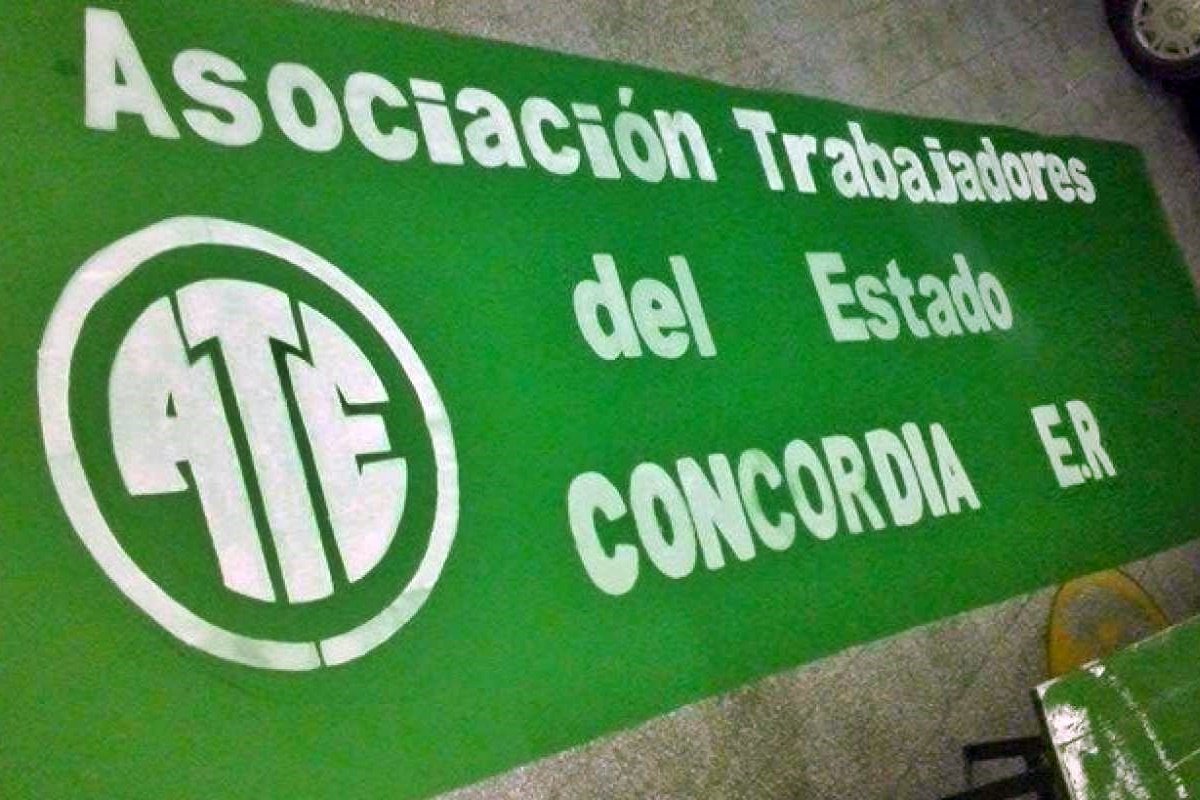 Asociación Trabajadores
del Estado
ATE
CONCORDIA E.R